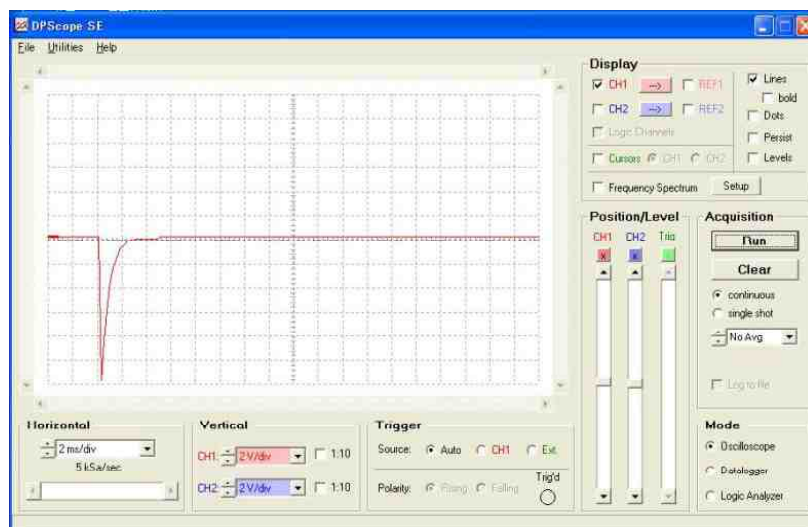 DPScope SE
File Utilities Help
Display
CH1 --> REF1
CH2 --> REF2
Logic Channels
Cursors CH1 CH2
Frequency Spectrum Setup
Lines
bold
Dots
Persist
Levels
Position/Level
CH1 CH2 Trig
x x
Acquisition
Run
Clear
continuous
single shot
No Avg
Log to file
Horizontal
2 ms/div
5 kSa/sec
Vertical
CH1: 2 V/div 1:10
CH2: 2 V/div 1:10
Trigger
Source: Auto CH1 Ext.
Polarity: Rising Falling
Trig'd
Mode
Oscilloscope
Datalogger
Logic Analyzer